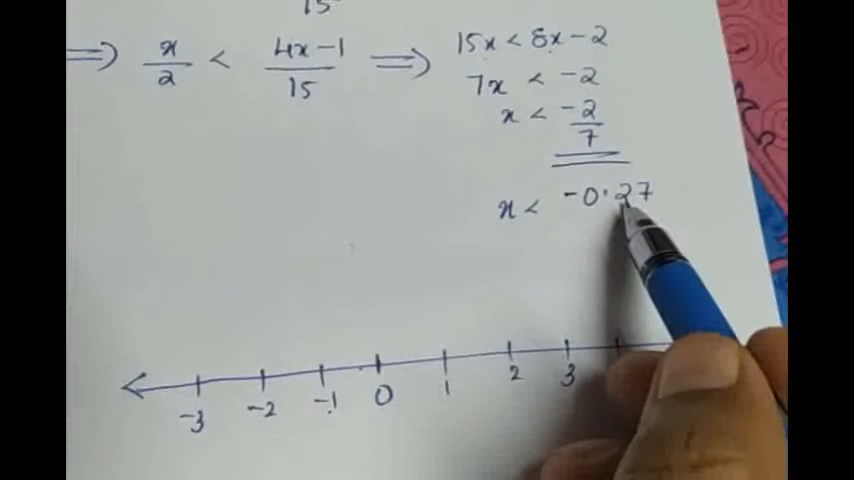 15
⟹ x/2 < (4x-1)/15 ⟹ 15x < 8x-2
7x < -2
x < -2/7
x < -0.27
-3 -2 -1 0 1 2 3